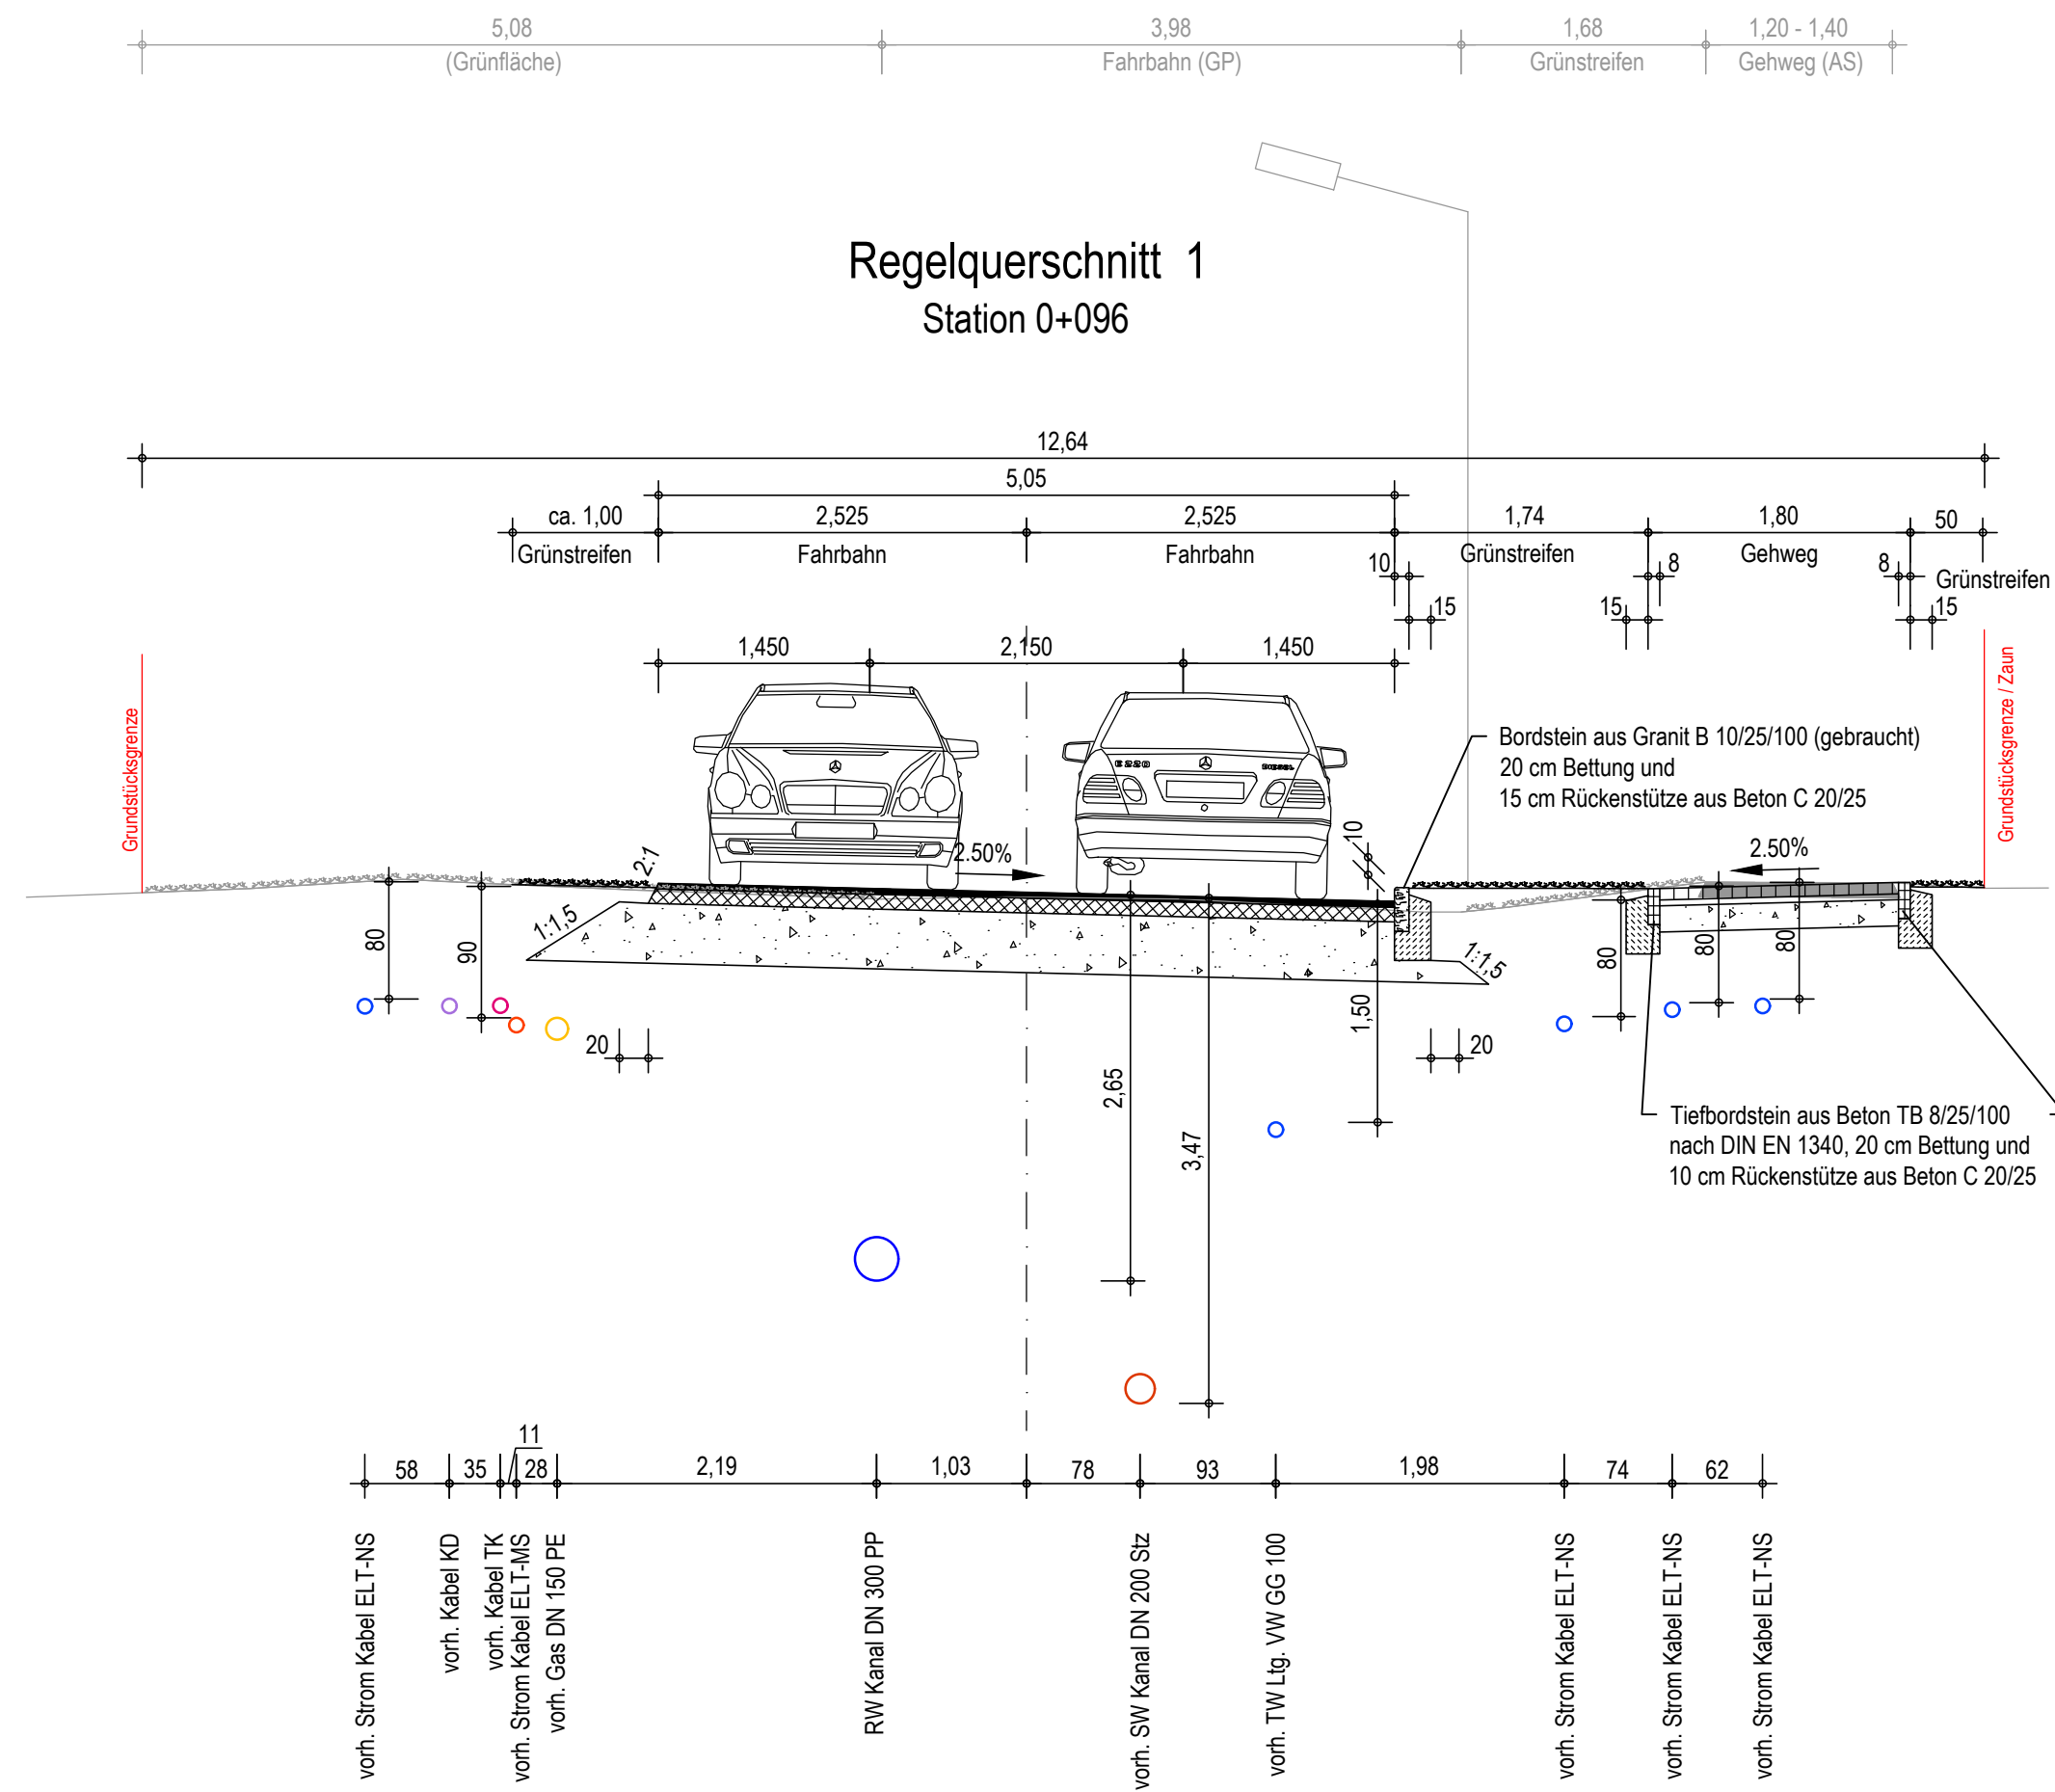 5,08
3,98
1,68
1,20 - 1,40
(Grünfläche)
Fahrbahn (GP)
Grünstreifen
Gehweg (AS)
Regelquerschnitt 1
Station 0+096
12,64
5,05
ca. 1,00
2,525
2,525
1,74
1,80
50
Grünstreifen
Fahrbahn
Fahrbahn
Grünstreifen
Gehweg
10
8
8
Grünstreifen
15
15
15
1,450
2,150
1,450
Grundstücksgrenze
Grundstücksgrenze / Zaun
Bordstein aus Granit B 10/25/100 (gebraucht)
20 cm Bettung und
15 cm Rückenstütze aus Beton C 20/25
E 220
DIESEL
10
2:1
2.50%
2.50%
1:1,5
1:1,5
80
90
80
80
80
1,50
20
20
2,65
3,47
Tiefbordstein aus Beton TB 8/25/100
nach DIN EN 1340, 20 cm Bettung und
10 cm Rückenstütze aus Beton C 20/25
11
58
35
28
2,19
1,03
78
93
1,98
74
62
vorh. Strom Kabel ELT-NS
vorh. Kabel KD
vorh. Kabel TK
vorh. Strom Kabel ELT-MS
vorh. Gas DN 150 PE
RW Kanal DN 300 PP
vorh. SW Kanal DN 200 Stz
vorh. TW Ltg. VW GG 100
vorh. Strom Kabel ELT-NS
vorh. Strom Kabel ELT-NS
vorh. Strom Kabel ELT-NS